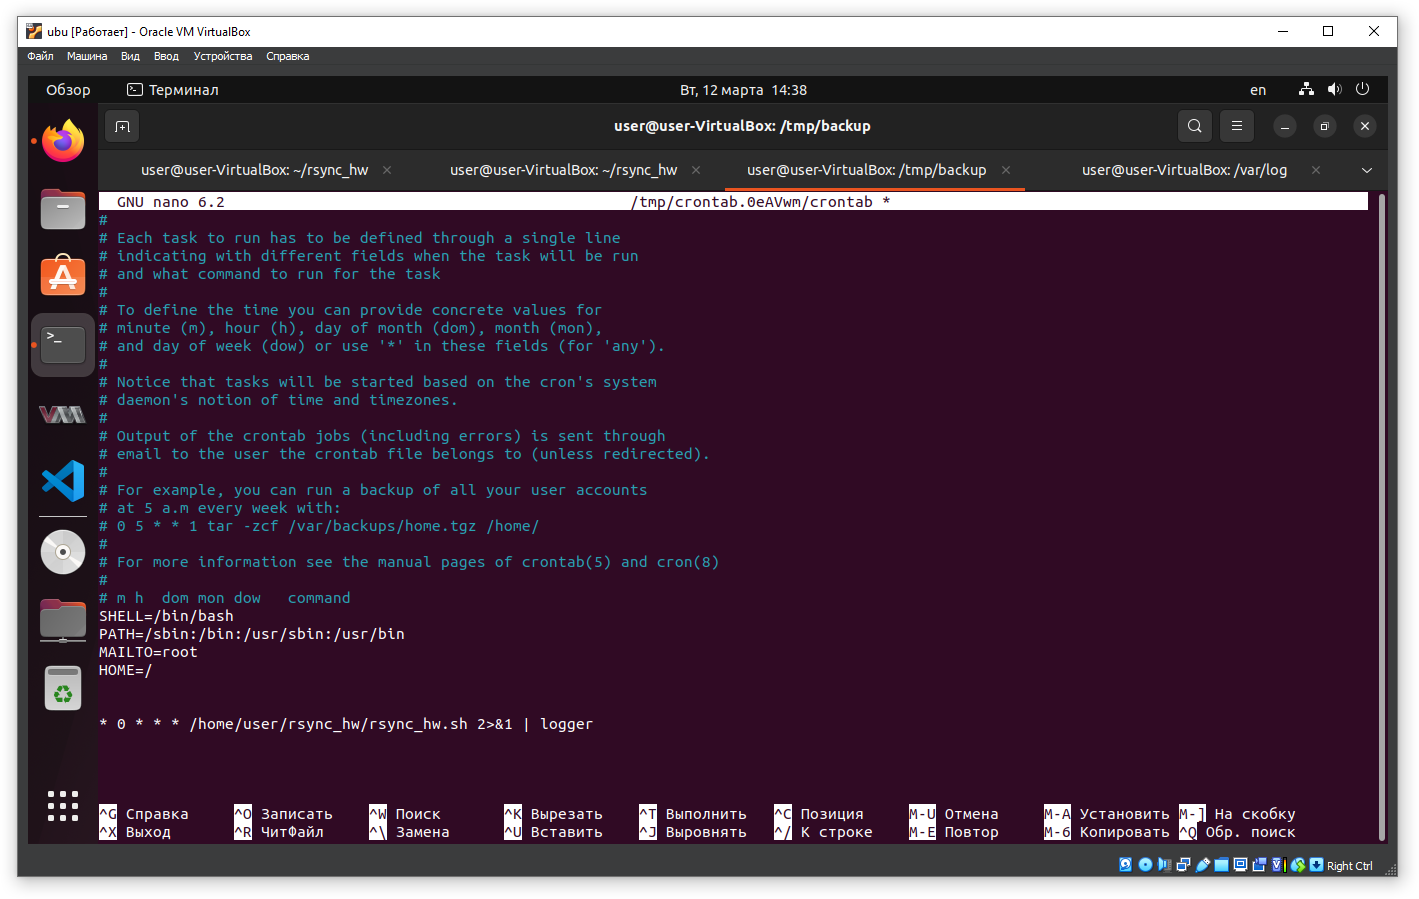 ubu [Работает] - Oracle VM VirtualBox
Файл Машина Вид Ввод Устройства Справка
Обзор Терминал Вт, 12 марта 14:38 en
user@user-VirtualBox: /tmp/backup
user@user-VirtualBox: ~/rsync_hw user@user-VirtualBox: ~/rsync_hw user@user-VirtualBox: /tmp/backup user@user-VirtualBox: /var/log
GNU nano 6.2 /tmp/crontab.0eAVwm/crontab *
#
# Each task to run has to be defined through a single line
# indicating with different fields when the task will be run
# and what command to run for the task
#
# To define the time you can provide concrete values for
# minute (m), hour (h), day of month (dom), month (mon),
# and day of week (dow) or use '*' in these fields (for 'any').
#
# Notice that tasks will be started based on the cron's system
# daemon's notion of time and timezones.
#
# Output of the crontab jobs (including errors) is sent through
# email to the user the crontab file belongs to (unless redirected).
#
# For example, you can run a backup of all your user accounts
# at 5 a.m every week with:
# 0 5 * * 1 tar -zcf /var/backups/home.tgz /home/
#
# For more information see the manual pages of crontab(5) and cron(8)
#
# m h  dom mon dow   command
SHELL=/bin/bash
PATH=/sbin:/bin:/usr/sbin:/usr/bin
MAILTO=root
HOME=/
* 0 * * * /home/user/rsync_hw/rsync_hw.sh 2>&1 | logger
^G Справка ^O Записать ^W Поиск ^K Вырезать ^T Выполнить ^C Позиция M-U Отмена M-A Установить M-] На скобку
^X Выход ^R ЧитФайл ^\ Замена ^U Вставить ^J Выровнять ^/ К строке M-E Повтор M-6 Копировать ^Q Обр. поиск
Right Ctrl